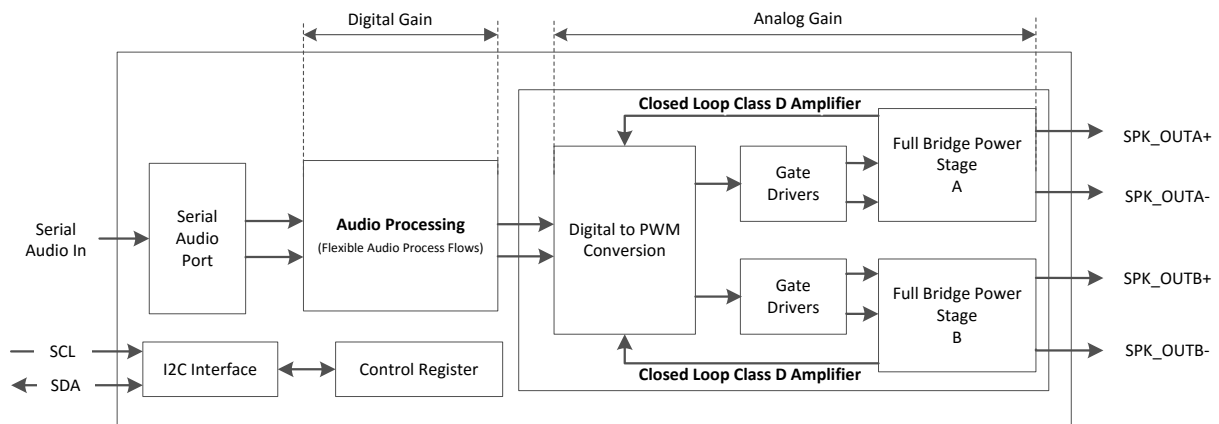 Digital Gain
Analog Gain
Closed Loop Class D Amplifier
Serial
Audio In
Serial
Audio
Port
Audio Processing
(Flexible Audio Process Flows)
Digital to PWM
Conversion
Gate
Drivers
Full Bridge Power
Stage
A
SPK_OUTA+
SPK_OUTA-
Gate
Drivers
Full Bridge Power
Stage
B
SPK_OUTB+
SPK_OUTB-
Closed Loop Class D Amplifier
SCL
SDA
I2C Interface
Control Register